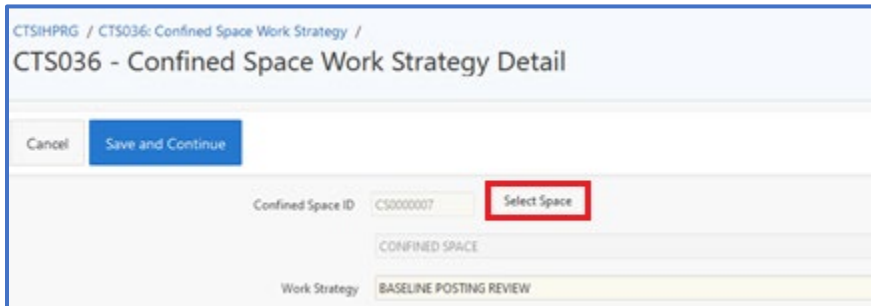 CTSIHPRG / CTS036: Confined Space Work Strategy /
CTS036 - Confined Space Work Strategy Detail
Cancel Save and Continue
Confined Space ID CS0000007 Select Space
CONFINED SPACE
Work Strategy BASELINE POSTING REVIEW